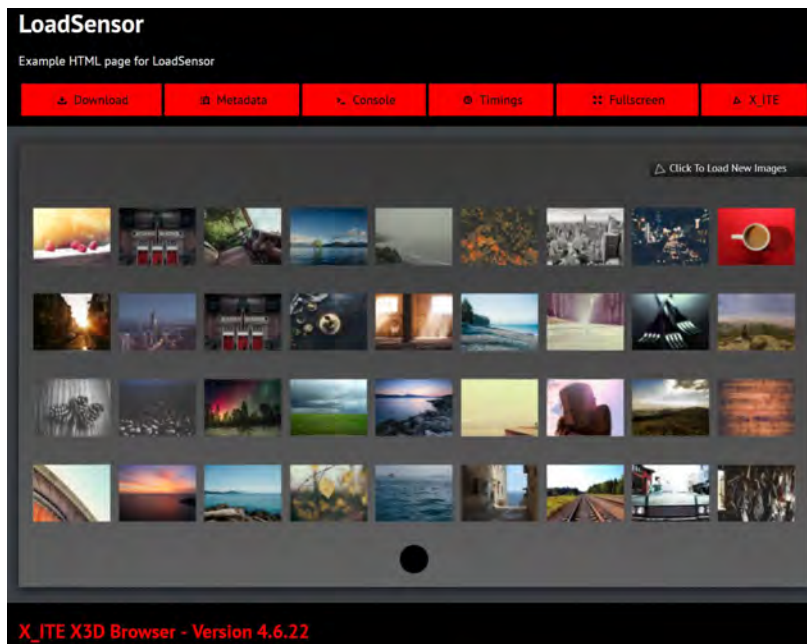 LoadSensor
Example HTML page for LoadSensor
Download Metadata Console Timings Fullscreen X_ITE
Click To Load New Images
X_ITE X3D Browser - Version 4.6.22